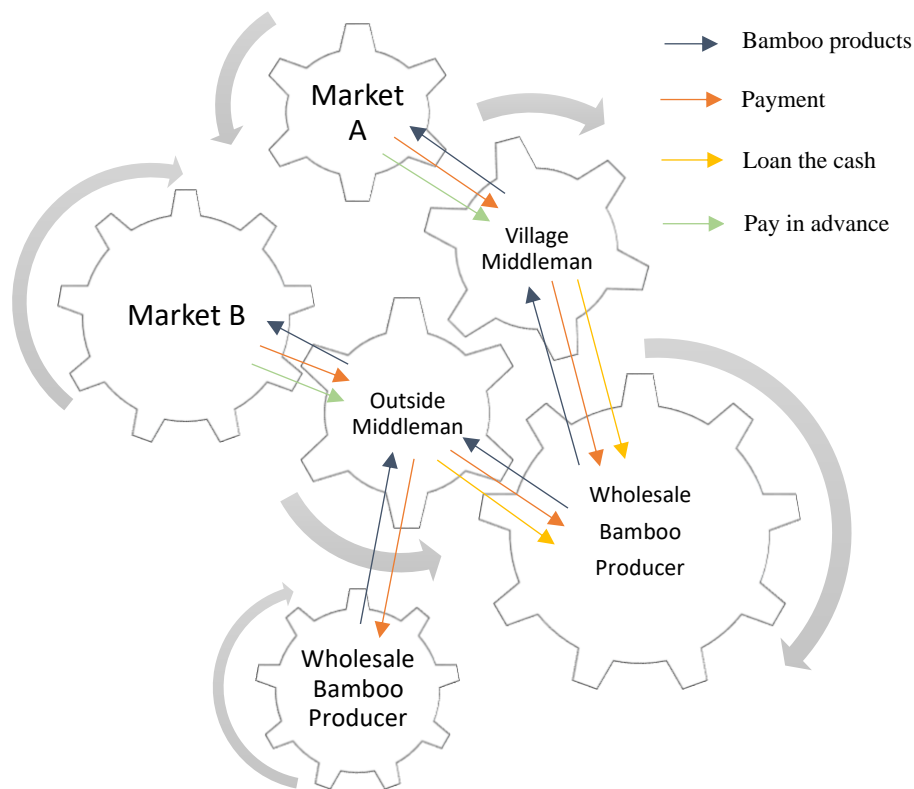 Market
A
Bamboo products
Payment
Loan the cash
Pay in advance
Village
Middleman
Market B
Outside
Middleman
Wholesale
Bamboo
Producer
Wholesale
Bamboo
Producer